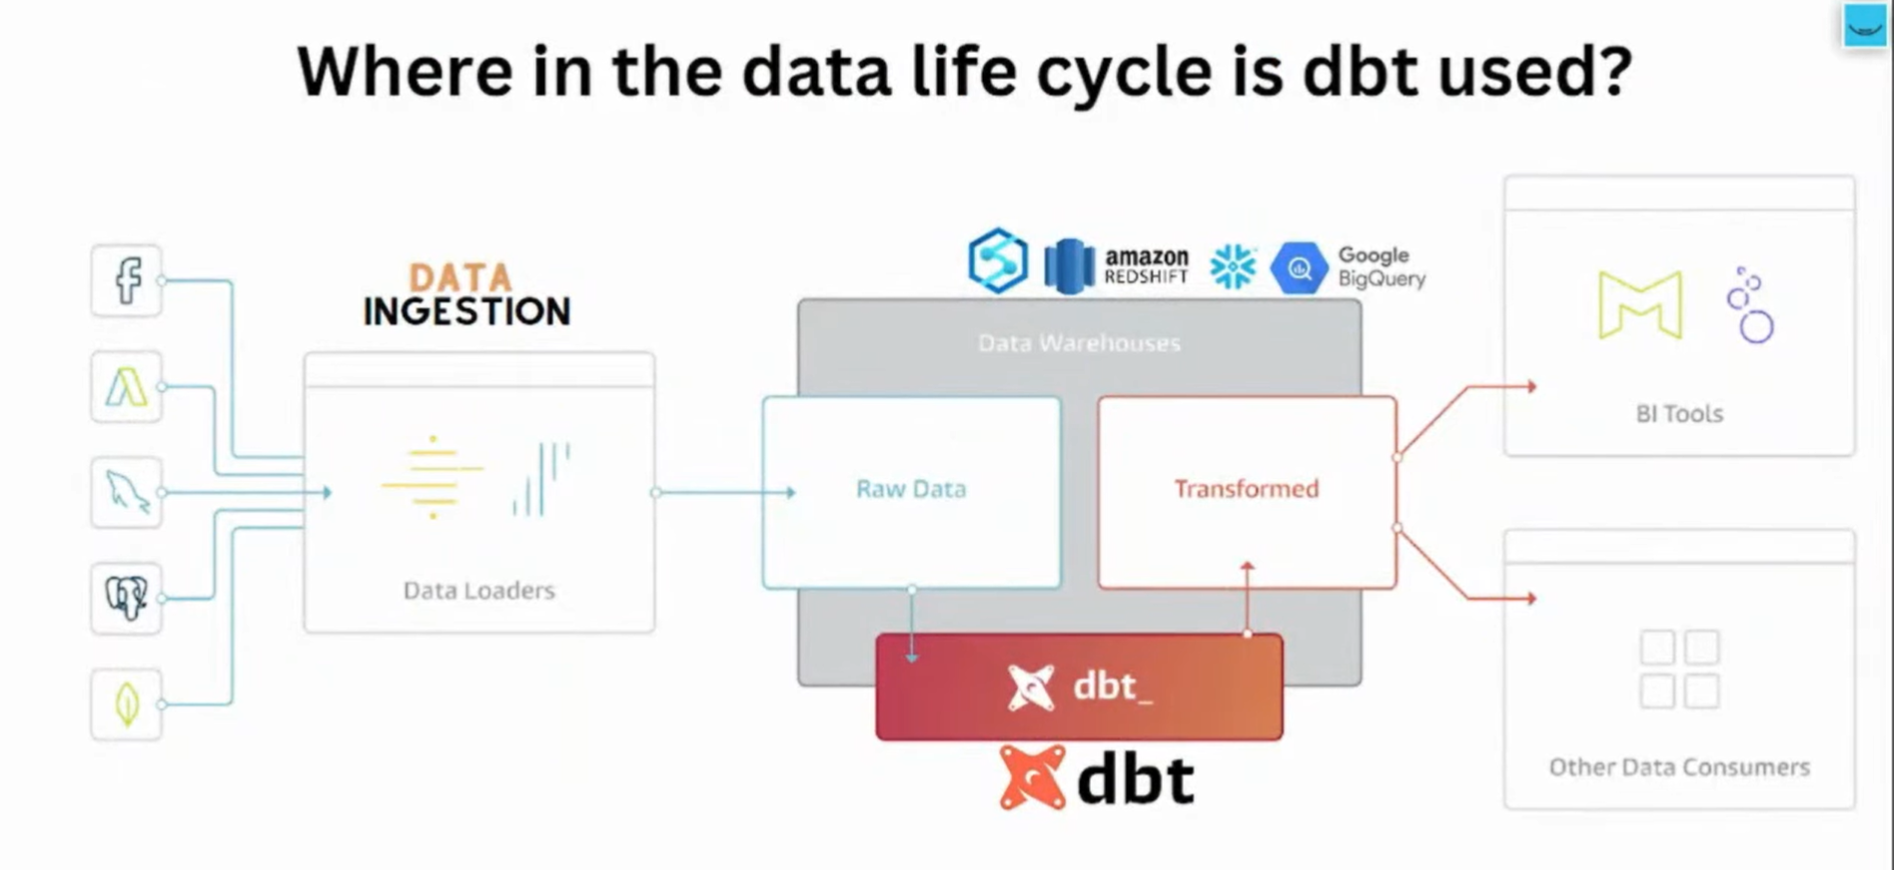 Where in the data life cycle is dbt used?
DATA
INGESTION
Data Loaders
amazon
REDSHIFT
Google
BigQuery
Data Warehouses
Raw Data
Transformed
dbt_
dbt
BI Tools
Other Data Consumers